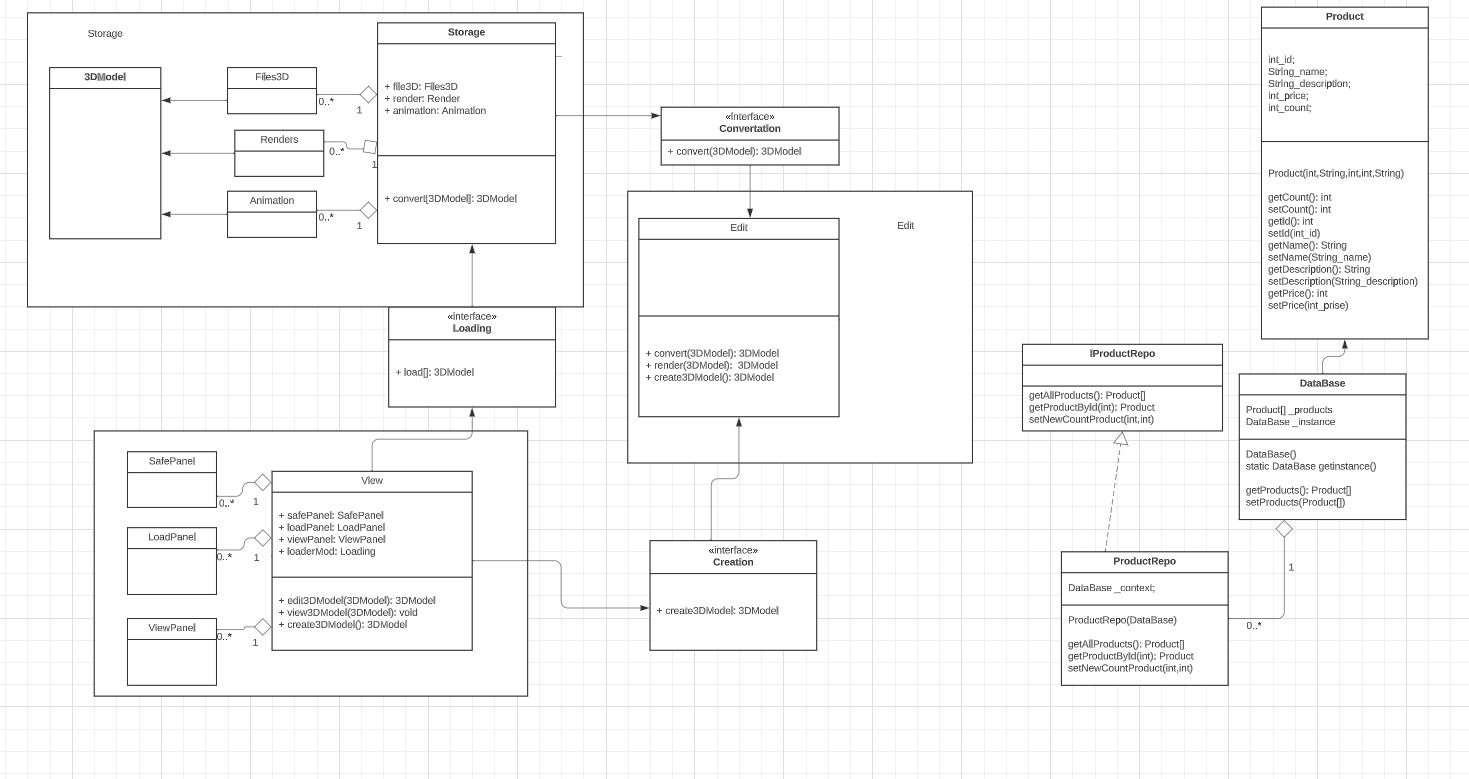 Storage
3DModel
Files3D
0..*
1
Renders
0..*
1
Animation
0..*
1
Storage
+ file3D: Files3D
+ render: Render
+ animation: Animation
+ convert[3DModel]: 3DModel
«interface»
Convertation
+ convert(3DModel): 3DModel
Edit
Edit
+ convert(3DModel): 3DModel
+ render(3DModel):  3DModel
+ create3DModel(): 3DModel
«interface»
Loading
+ load[]: 3DModel
SafePanel
0..*
1
LoadPanel
0..*
1
ViewPanel
0..*
1
View
+ safePanel: SafePanel
+ loadPanel: LoadPanel
+ viewPanel: ViewPanel
+ loaderMod: Loading
+ edit3DModel(3DModel): 3DModel
+ view3DModel(3DModel): void
+ create3DModel(): 3DModel
«interface»
Creation
+ create3DModel: 3DModel
Product
int_id;
String_name;
String_description;
int_price;
int_count;
Product(int,String,int,int,String)
getCount(): int
setCount(): int
getId(): int
setId(int_id)
getName(): String
setName(String_name)
getDescription(): String
setDescription(String_description)
getPrice(): int
setPrice(int_prise)
IProductRepo
getAllProducts(): Product[]
getProductById(int): Product
setNewCountProduct(int,int)
DataBase
Product[] _products
DataBase _instance
DataBase()
static DataBase getinstance()
getProducts(): Product[]
setProducts(Product[])
1
0..*
ProductRepo
DataBase _context;
ProductRepo(DataBase)
getAllProducts(): Product[]
getProductById(int): Product
setNewCountProduct(int,int)